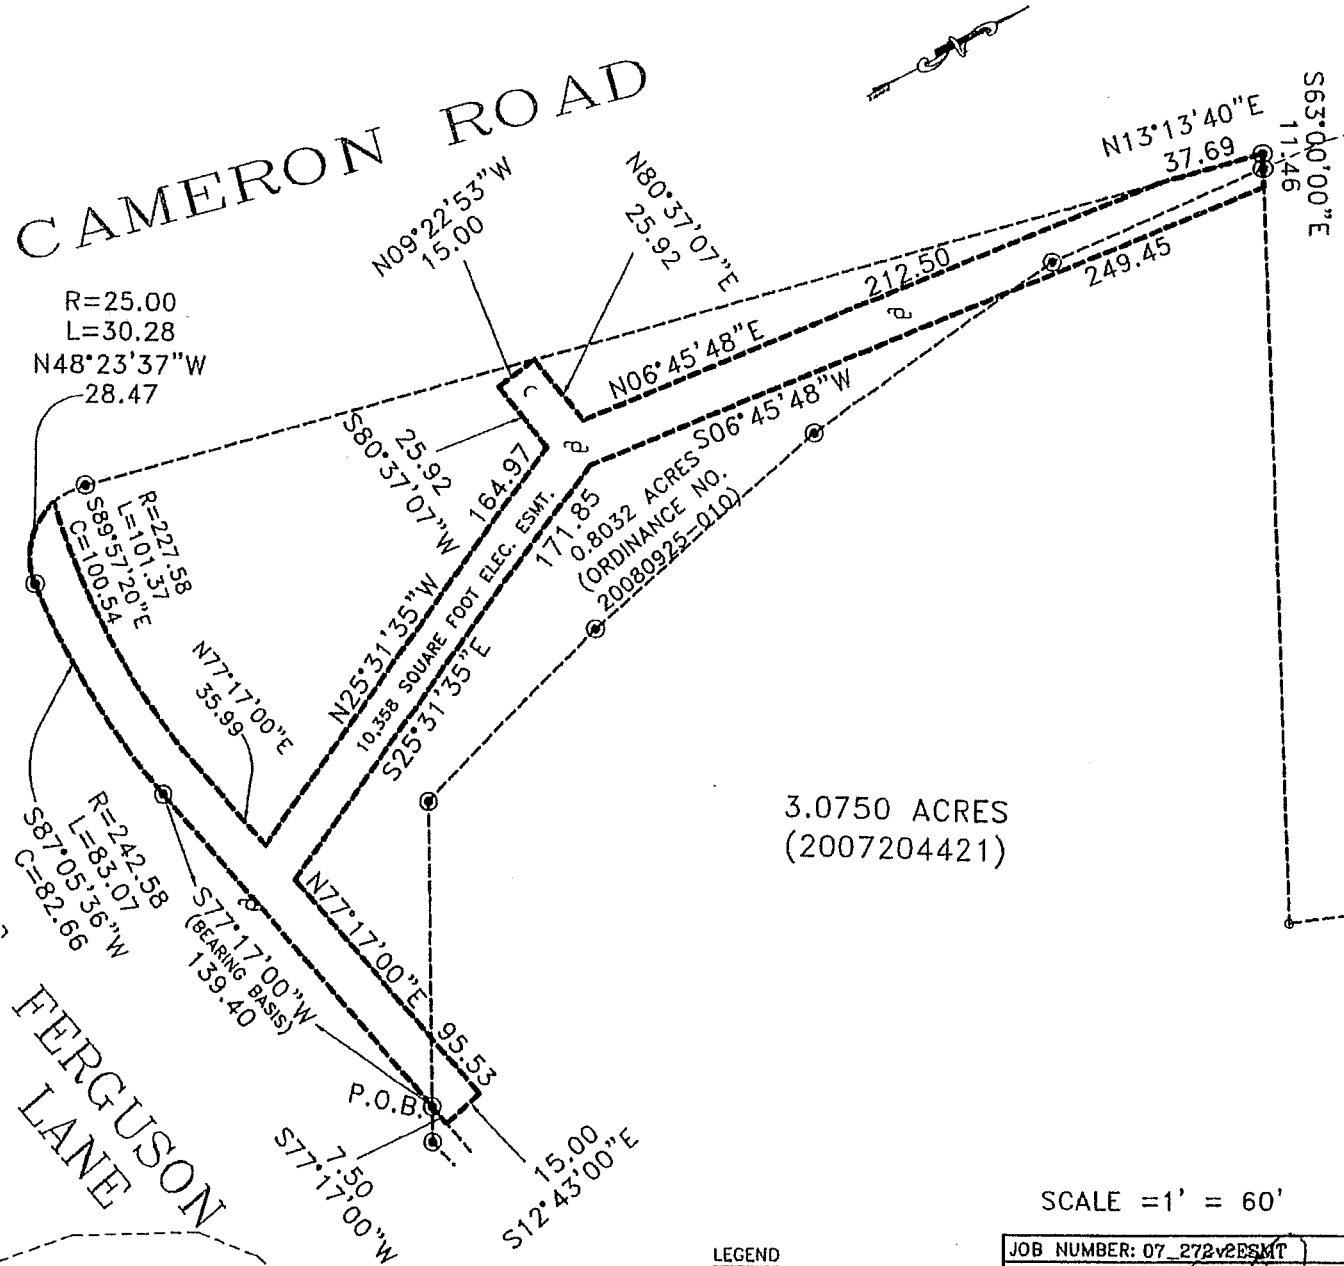 CAMERON ROAD
N13°13'40"E
37.69
S63°00'00"E
11.46
N09°22'53"W
15.00
N80°37'07"E
25.92
R=25.00
L=30.28
N48°23'37"W
28.47
212.50
249.45
N06°45'48"E
S06°45'48"W
25.92
S80°37'07"W
164.97
171.85
0.8032 ACRES
(ORDINANCE NO.
20080925-010)
R=227.58
L=101.37
S89°57'20"E
C=100.54
N25°31'35"W
10,358 SQUARE FOOT ELEC. ESMT.
S25°31'35"E
N77°17'00"E
35.99
3.0750 ACRES
(2007204421)
R=242.58
L=83.07
S87°05'36"W
C=82.66
S77°17'00"W
(BEARING BASIS)
139.40
N77°17'00"E
95.53
FERGUSON
LANE
P.O.B.
7.50
S77°17'00"W
15.00
S12°43'00"E
SCALE =1' = 60'
LEGEND
JOB NUMBER: 07_272v2ESMT